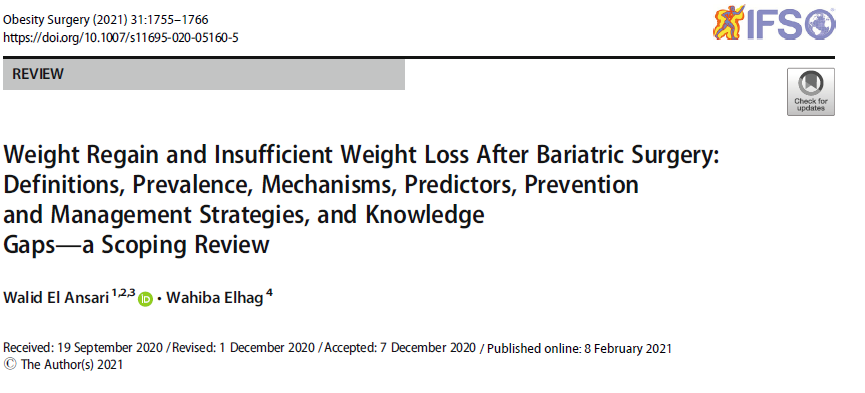 Obesity Surgery (2021) 31:1755–1766
https://doi.org/10.1007/s11695-020-05160-5
IFSO
REVIEW
Check for
updates
Weight Regain and Insufficient Weight Loss After Bariatric Surgery:
Definitions, Prevalence, Mechanisms, Predictors, Prevention
and Management Strategies, and Knowledge
Gaps—a Scoping Review
Walid El Ansari 1,2,3 iD · Wahiba Elhag 4
Received: 19 September 2020 / Revised: 1 December 2020 / Accepted: 7 December 2020 / Published online: 8 February 2021
© The Author(s) 2021